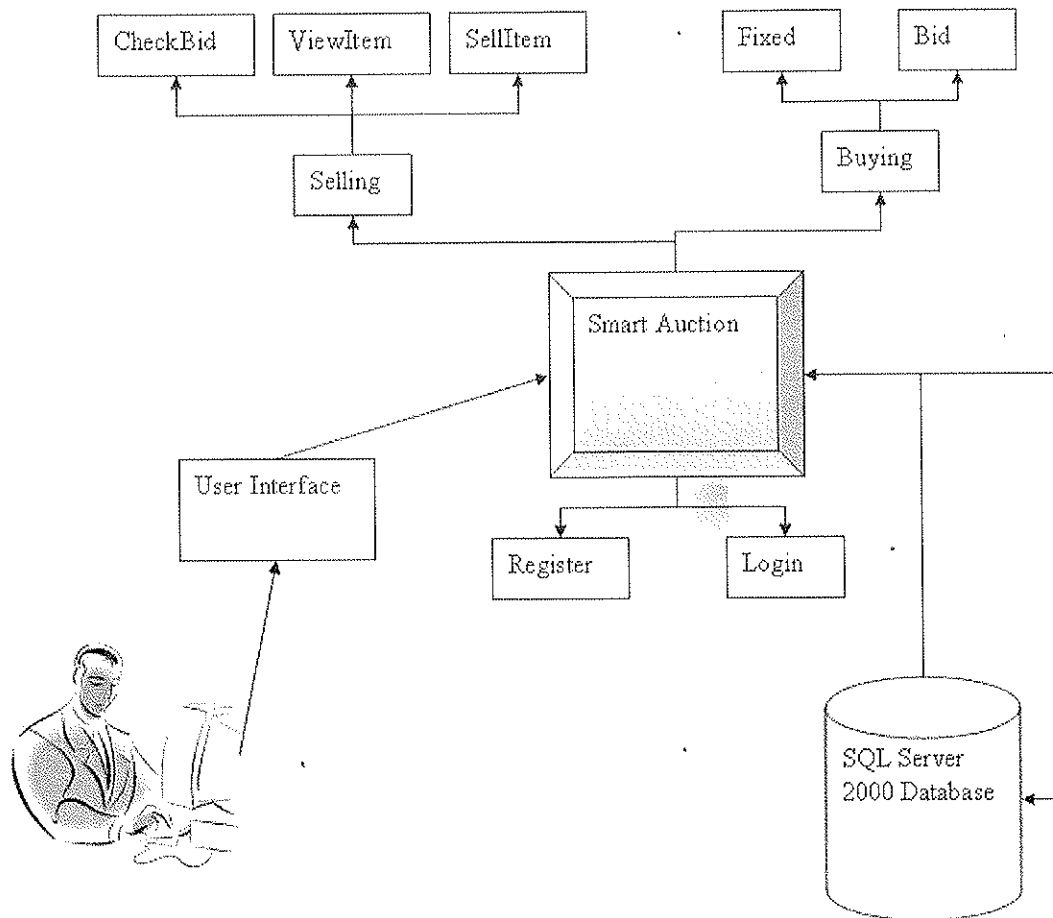 CheckBid
ViewItem
SellItem
Fixed
Bid
Selling
Buying
Smart Auction
User Interface
Register
Login
SQL Server
2000 Database